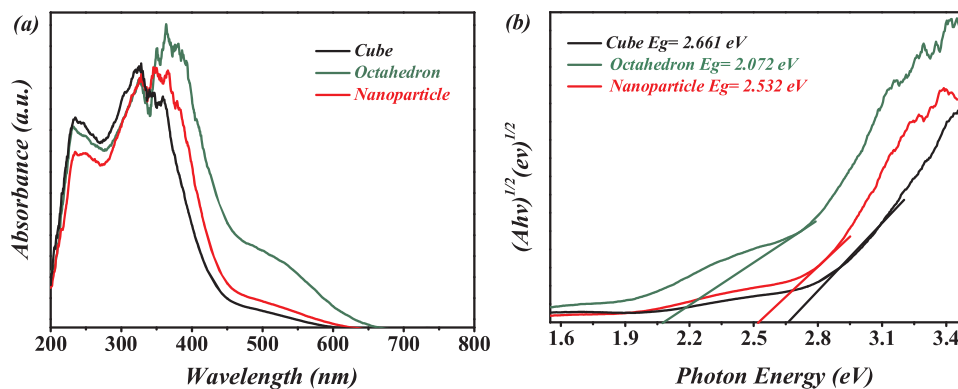 (a)
Cube
Octahedron
Nanoparticle
Absorbance (a.u.)
200 300 400 500 600 700 800
Wavelength (nm)
(b)
Cube Eg= 2.661 eV
Octahedron Eg= 2.072 eV
Nanoparticle Eg= 2.532 eV
(Ahν)^1/2 (ev)^1/2
1.6 1.9 2.2 2.5 2.8 3.1 3.4
Photon Energy (eV)